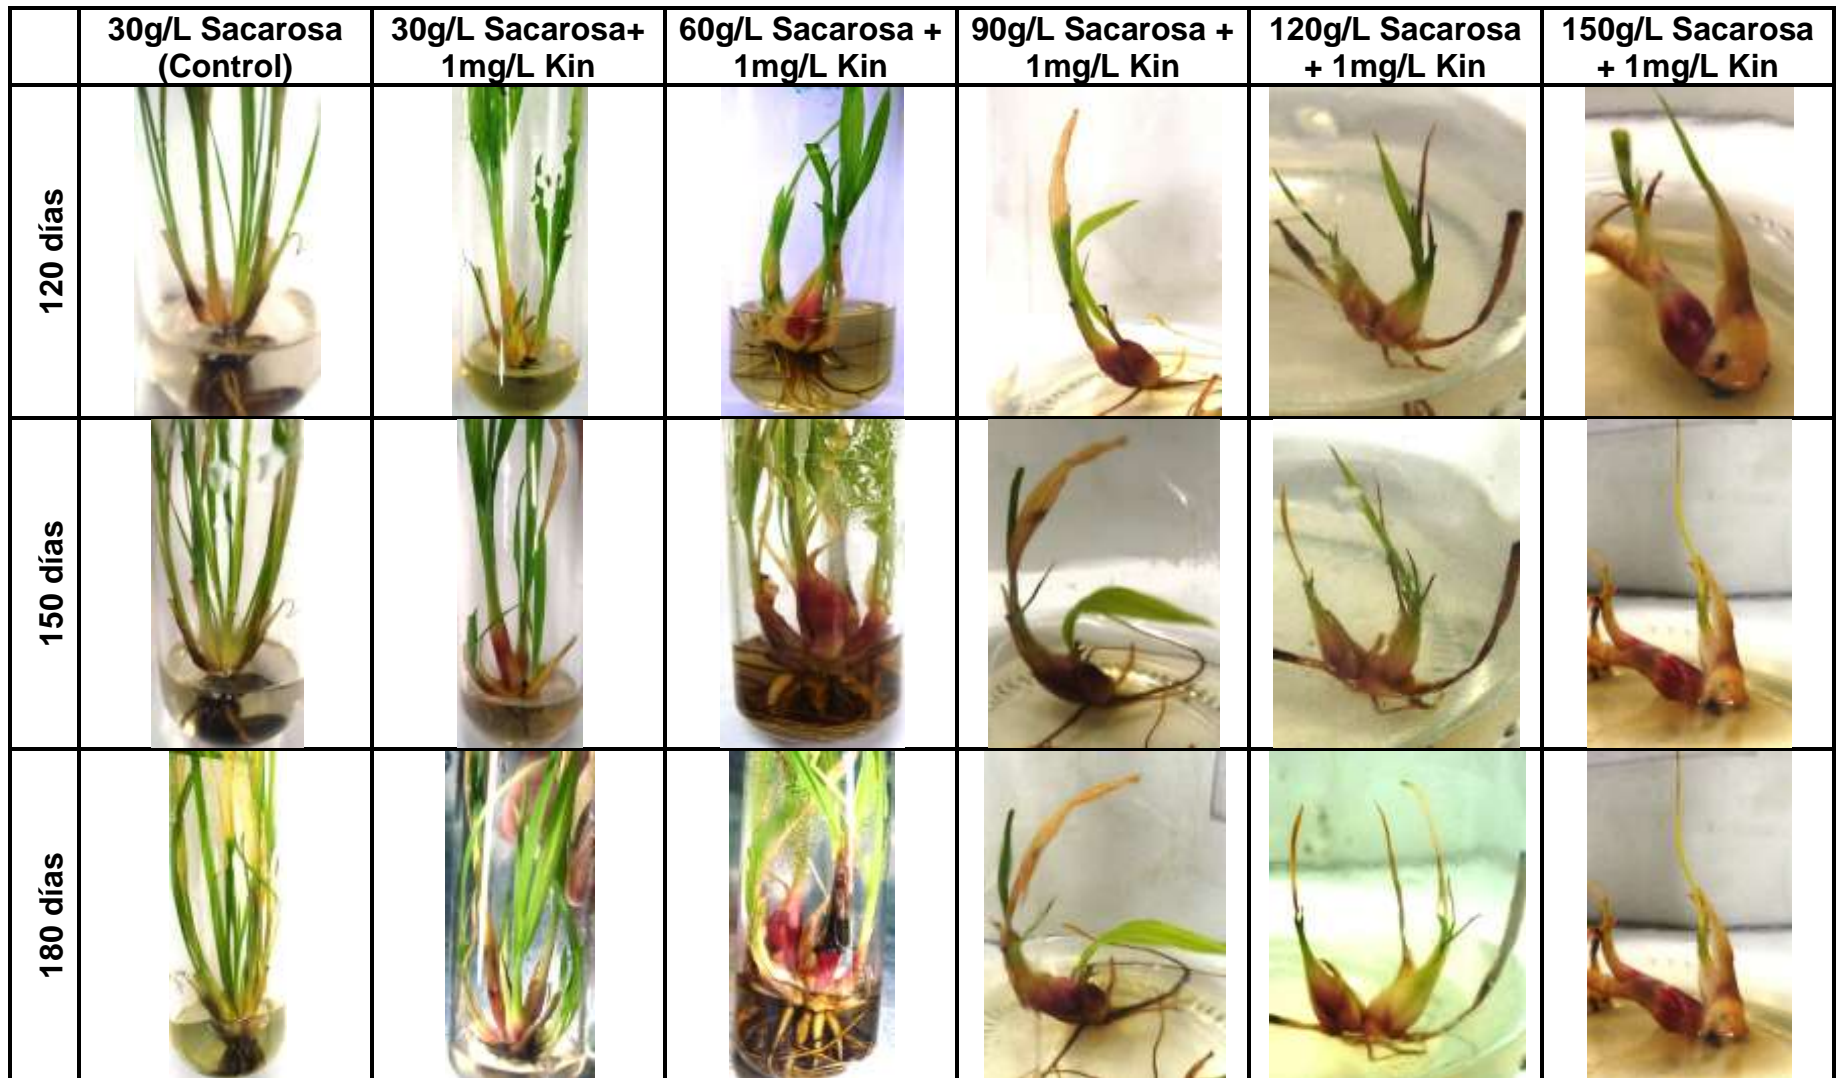 30g/L Sacarosa
(Control)
30g/L Sacarosa+
1mg/L Kin
60g/L Sacarosa +
1mg/L Kin
90g/L Sacarosa +
1mg/L Kin
120g/L Sacarosa
+ 1mg/L Kin
150g/L Sacarosa
+ 1mg/L Kin
120 días
150 días
180 días